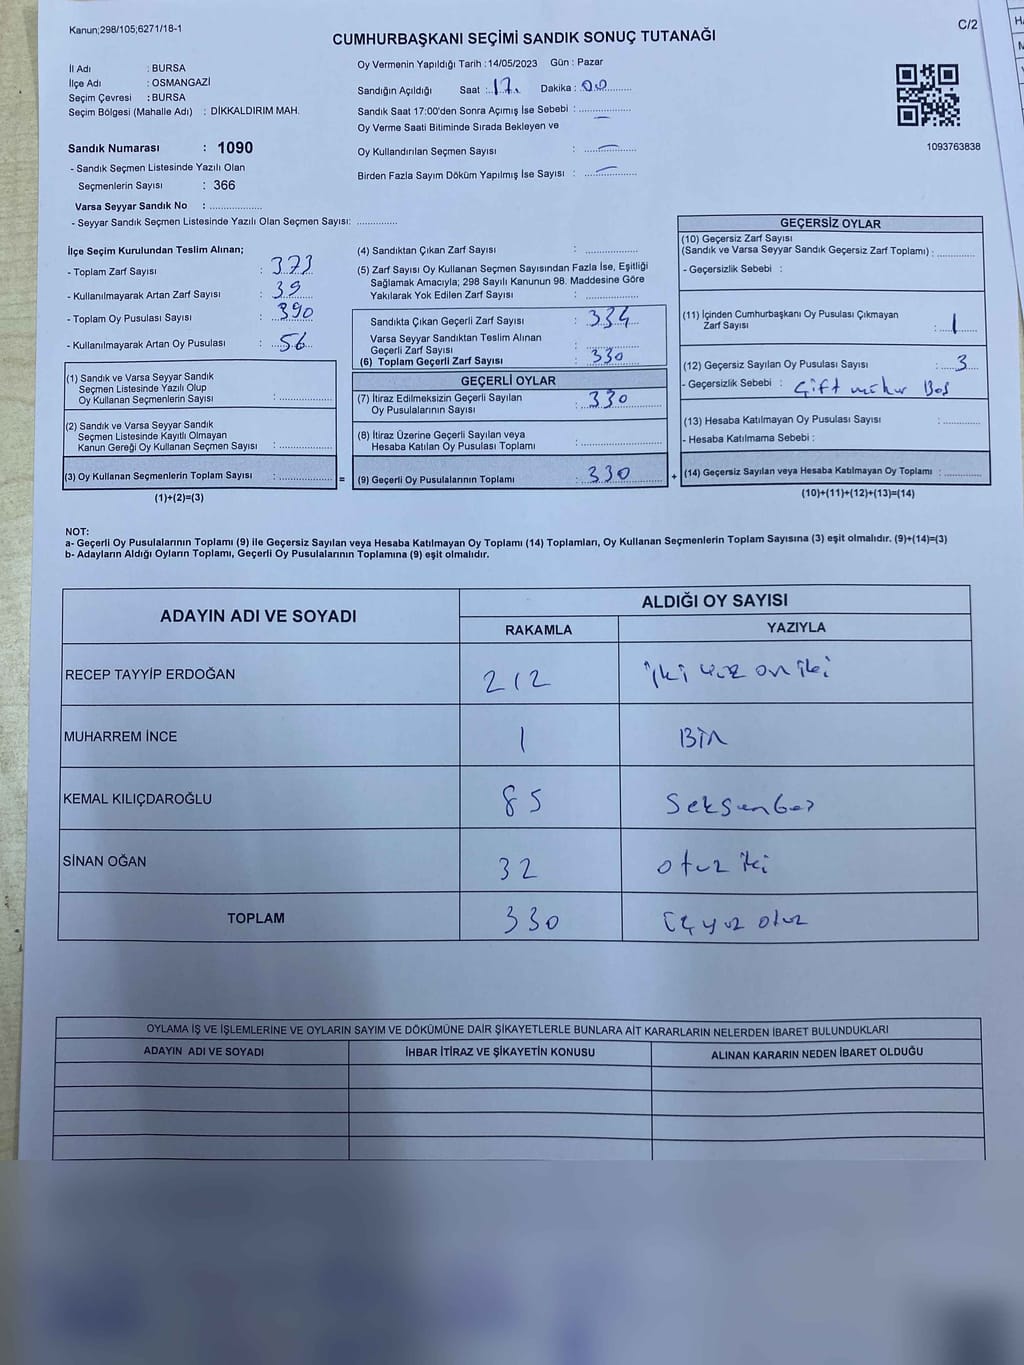 Kanun;298/105;6271/18-1
C/2
CUMHURBAŞKANI SEÇİMİ SANDIK SONUÇ TUTANAĞI
İl Adı : BURSA
İlçe Adı : OSMANGAZİ
Seçim Çevresi : BURSA
Seçim Bölgesi (Mahalle Adı) : DİKKALDIRIM MAH.
Sandık Numarası : 1090
- Sandık Seçmen Listesinde Yazılı Olan
Seçmenlerin Sayısı : 366
Varsa Seyyar Sandık No : ..................
- Seyyar Sandık Seçmen Listesinde Yazılı Olan Seçmen Sayısı: .............
Oy Vermenin Yapıldığı Tarih :14/05/2023 Gün : Pazar
Sandığın Açıldığı Saat : 17. Dakika : 00
Sandık Saat 17:00'den Sonra Açımış İse Sebebi : —
Oy Verme Saati Bitiminde Sırada Bekleyen ve
Oy Kullandırılan Seçmen Sayısı : —
Birden Fazla Sayım Döküm Yapılmış İse Sayısı : —
1093763838
İlçe Seçim Kurulundan Teslim Alınan;
- Toplam Zarf Sayısı : 373
- Kullanılmayarak Artan Zarf Sayısı : 39
- Toplam Oy Pusulası Sayısı : 390
- Kullanılmayarak Artan Oy Pusulası : 56
(1) Sandık ve Varsa Seyyar Sandık
Seçmen Listesinde Yazılı Olup
Oy Kullanan Seçmenlerin Sayısı : ..................
(2) Sandık ve Varsa Seyyar Sandık
Seçmen Listesinde Kayıtlı Olmayan
Kanun Gereği Oy Kullanan Seçmen Sayısı : ..................
(3) Oy Kullanan Seçmenlerin Toplam Sayısı : .................. =
(1)+(2)=(3)
(4) Sandıktan Çıkan Zarf Sayısı : ..................
(5) Zarf Sayısı Oy Kullanan Seçmen Sayısından Fazla İse, Eşitliği
Sağlamak Amacıyla; 298 Sayılı Kanunun 98. Maddesine Göre
Yakılarak Yok Edilen Zarf Sayısı : ..................
Sandıkta Çıkan Geçerli Zarf Sayısı : 334
Varsa Seyyar Sandıktan Teslim Alınan
Geçerli Zarf Sayısı : ..................
(6) Toplam Geçerli Zarf Sayısı : 330
GEÇERLİ OYLAR
(7) İtiraz Edilmeksizin Geçerli Sayılan
Oy Pusulalarının Sayısı : 330
(8) İtiraz Üzerine Geçerli Sayılan veya
Hesaba Katılan Oy Pusulası Toplamı : ..................
(9) Geçerli Oy Pusulalarının Toplamı : 330 +
GEÇERSİZ OYLAR
(10) Geçersiz Zarf Sayısı
(Sandık ve Varsa Seyyar Sandık Geçersiz Zarf Toplamı) : .............
- Geçersizlik Sebebi :
(11) İçinden Cumhurbaşkanı Oy Pusulası Çıkmayan
Zarf Sayısı : 1
(12) Geçersiz Sayılan Oy Pusulası Sayısı : 3
- Geçersizlik Sebebi : Çift mühür Boş
(13) Hesaba Katılmayan Oy Pusulası Sayısı : .............
- Hesaba Katılmama Sebebi :
(14) Geçersiz Sayılan veya Hesaba Katılmayan Oy Toplamı : .............
(10)+(11)+(12)+(13)=(14)
NOT:
a- Geçerli Oy Pusulalarının Toplamı (9) ile Geçersiz Sayılan veya Hesaba Katılmayan Oy Toplamı (14) Toplamları, Oy Kullanan Seçmenlerin Toplam Sayısına (3) eşit olmalıdır. (9)+(14)=(3)
b- Adayların Aldığı Oyların Toplamı, Geçerli Oy Pusulalarının Toplamına (9) eşit olmalıdır.
ADAYIN ADI VE SOYADI
ALDIĞI OY SAYISI
RAKAMLA YAZIYLA
RECEP TAYYİP ERDOĞAN 212 iki yüz on iki
MUHARREM İNCE 1 Bir
KEMAL KILIÇDAROĞLU 85 Seksenbeş
SİNAN OĞAN 32 otuz iki
TOPLAM 330 üçyüz otuz
OYLAMA İŞ VE İŞLEMLERİNE VE OYLARIN SAYIM VE DÖKÜMÜNE DAİR ŞİKAYETLERLE BUNLARA AİT KARARLARIN NELERDEN İBARET BULUNDUKLARI
ADAYIN ADI VE SOYADI İHBAR İTİRAZ VE ŞİKAYETİN KONUSU ALINAN KARARIN NEDEN İBARET OLDUĞU